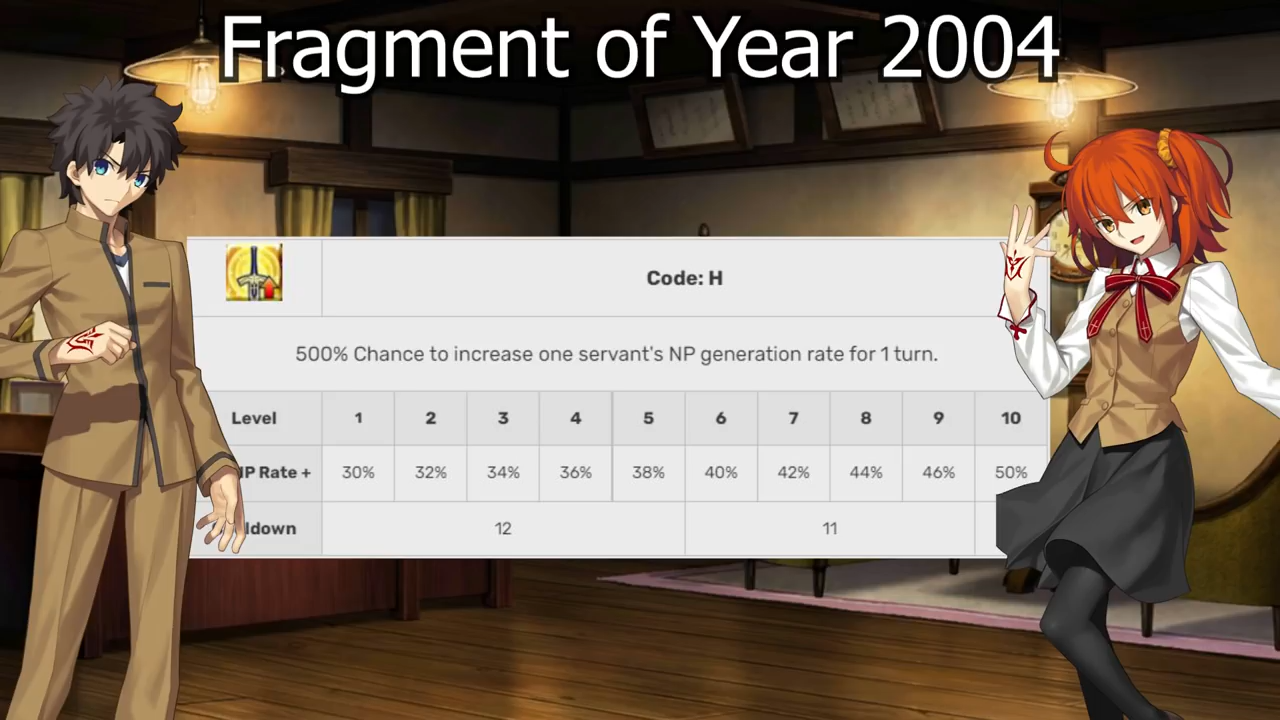 Fragment of Year 2004
Code: H
500% Chance to increase one servant's NP generation rate for 1 turn.
Level 1 2 3 4 5 6 7 8 9 10
Rate + 30% 32% 34% 36% 38% 40% 42% 44% 46% 50%
ldown 12 11